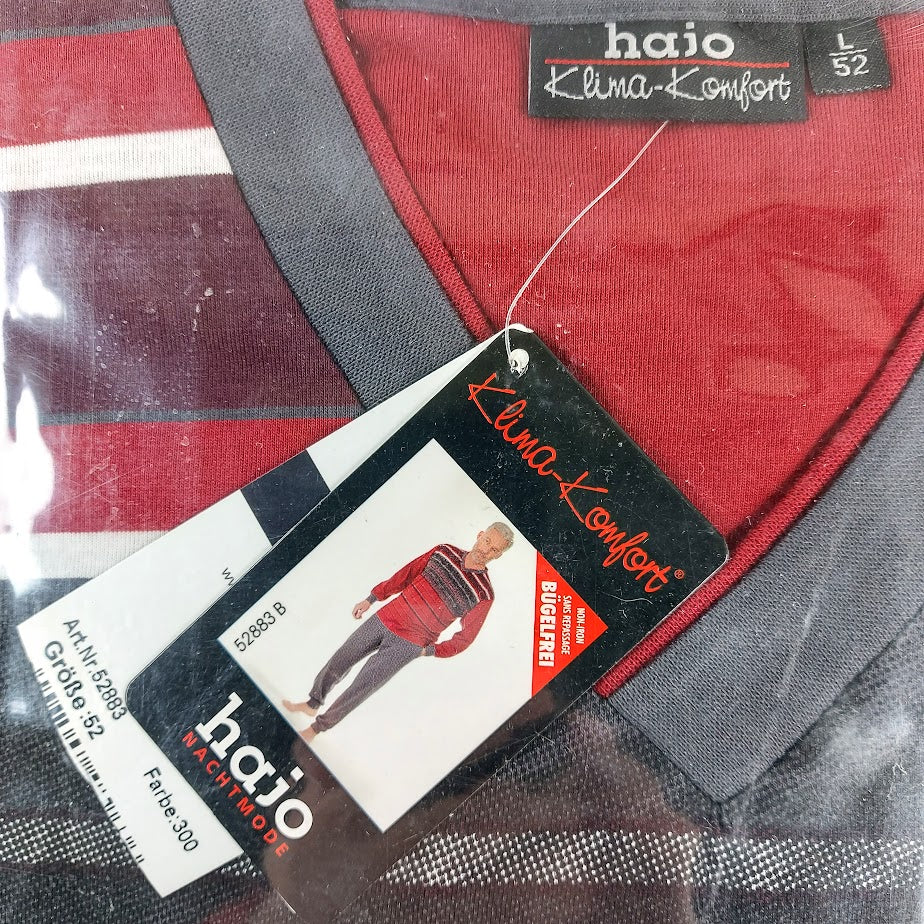 hajo
Klima-Komfort
L
52
Klima-Komfort®
52883 B
NON-IRON
SANS REPASSAGE
BÜGELFREI
hajo
NACHTMODE
Art.Nr:52883
Größe :52
Farbe:300